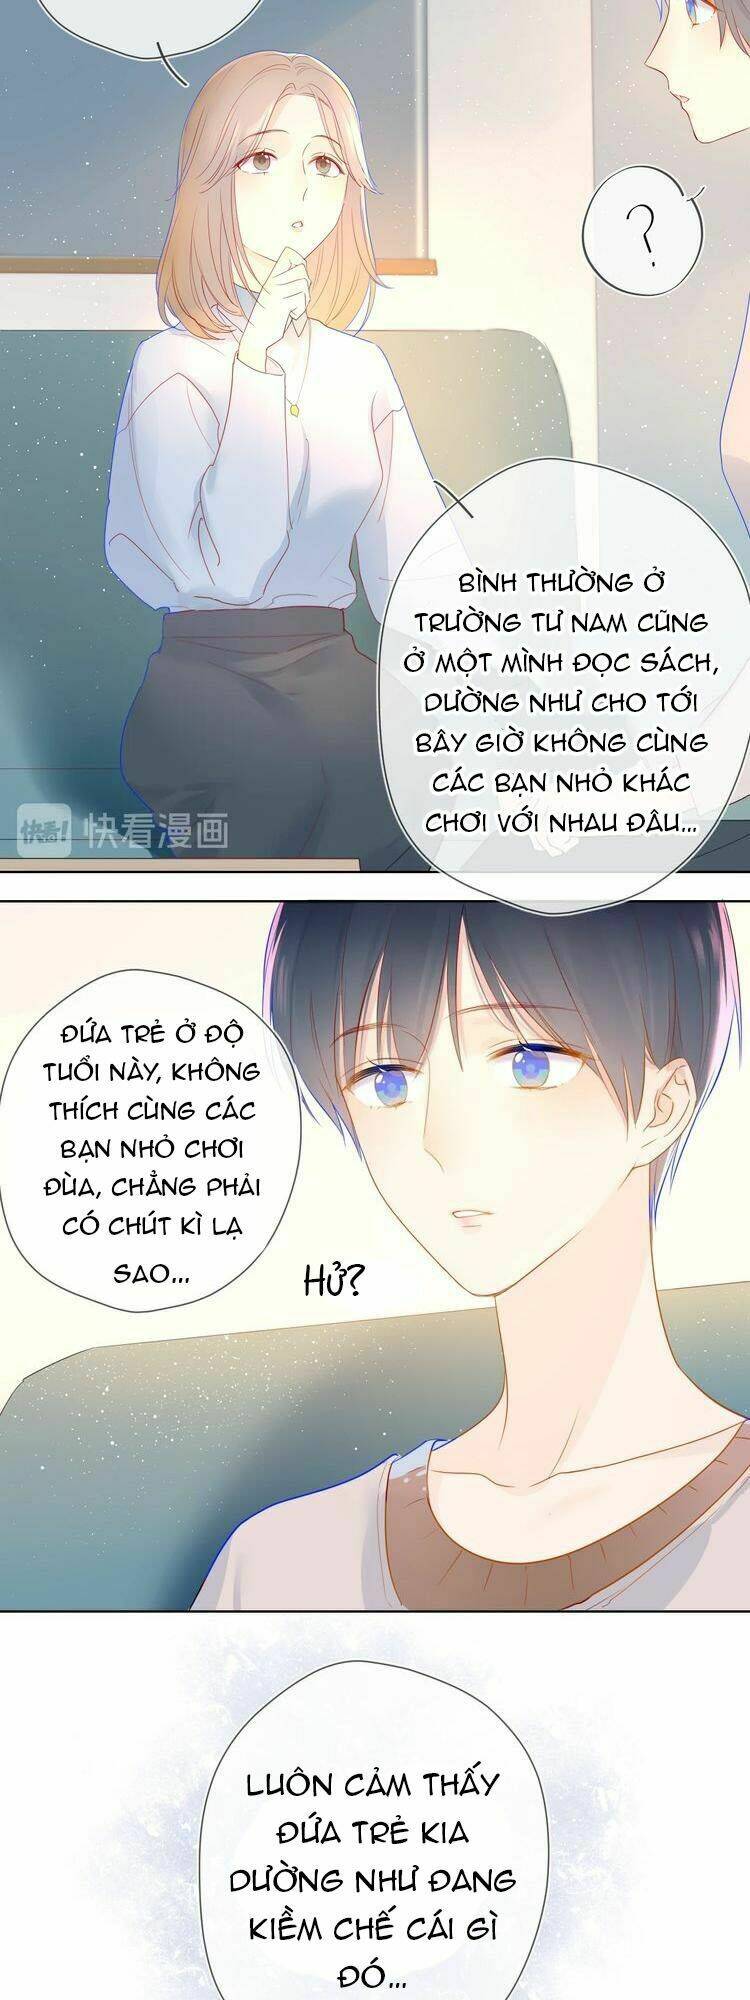 ?
BÌNH THƯỜNG Ở
TRƯỜNG TƯ NAM CŨNG
Ở MỘT MÌNH ĐỌC SÁCH,
DƯỜNG NHƯ CHO TỚI
BÂY GIỜ KHÔNG CÙNG
CÁC BẠN NHỎ KHÁC
CHƠI VỚI NHAU ĐÂU...
快看! 快看漫画
ĐỨA TRẺ Ở ĐỘ
TUỔI NÀY, KHÔNG
THÍCH CÙNG CÁC
BẠN NHỎ CHƠI
ĐÙA, CHẲNG PHẢI
CÓ CHÚT KÌ LẠ
SAO...
HỬ?
LUÔN CẢM THẤY
ĐỨA TRẺ KIA
DƯỜNG NHƯ ĐANG
KIỀM CHẾ CÁI GÌ
ĐÓ...